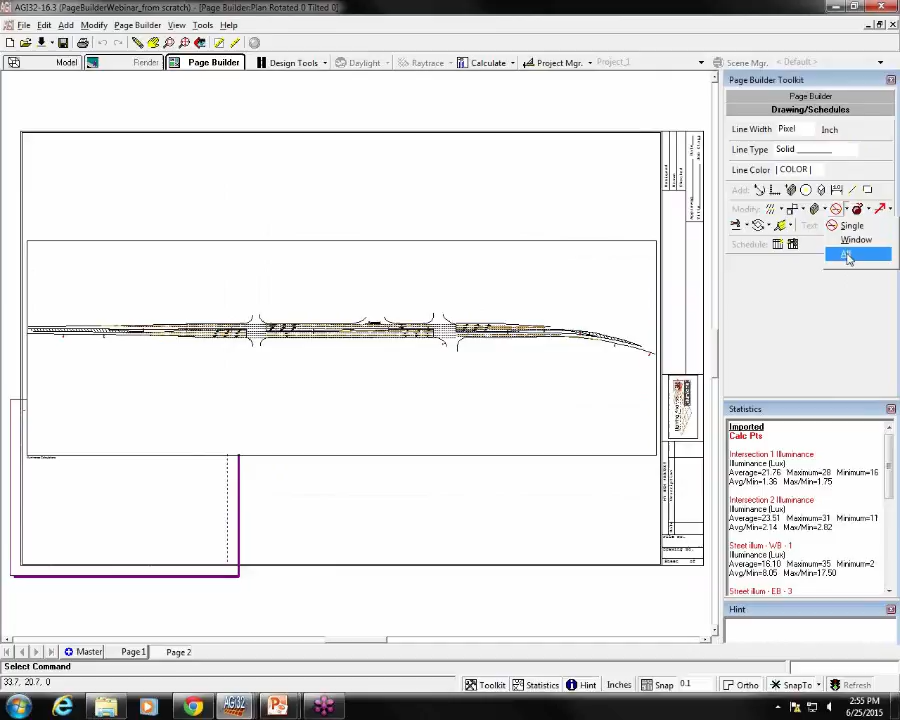 AGI32-16.3 (PageBuilderWebinar_from scratch) - [Page Builder:Plan Rotated 0 Tilted 0]
File Edit Add Modify Page Builder View Tools Help
Model Render Page Builder Design Tools Daylight Raytrace Calculate Project Mgr. Project_1 Scene Mgr. < Default >
Page Builder Toolkit
Page Builder
Drawing/Schedules
Line Width Pixel Inch
Line Type Solid
Line Color | COLOR |
Add:
Modify:
Text:
Schedule:
Single
Window
All
Statistics
Imported
Calc Pts
Intersection 1 Illuminance
Illuminance (Lux)
Average=21.76 Maximum=28 Minimum=16
Avg/Min=1.36 Max/Min=1.75
Intersection 2 Illuminance
Illuminance (Lux)
Average=23.51 Maximum=31 Minimum=11
Avg/Min=2.14 Max/Min=2.82
Steet illum - WB - 1
Illuminance (Lux)
Average=16.10 Maximum=35 Minimum=2
Avg/Min=8.05 Max/Min=17.50
Street illum - EB - 3
Hint
Master Page1 Page 2
Select Command
33.7, 20.7, 0
Toolkit Statistics Hint Inches Snap 0.1 Ortho SnapTo Refresh
AGI32
2:55 PM
6/25/2015